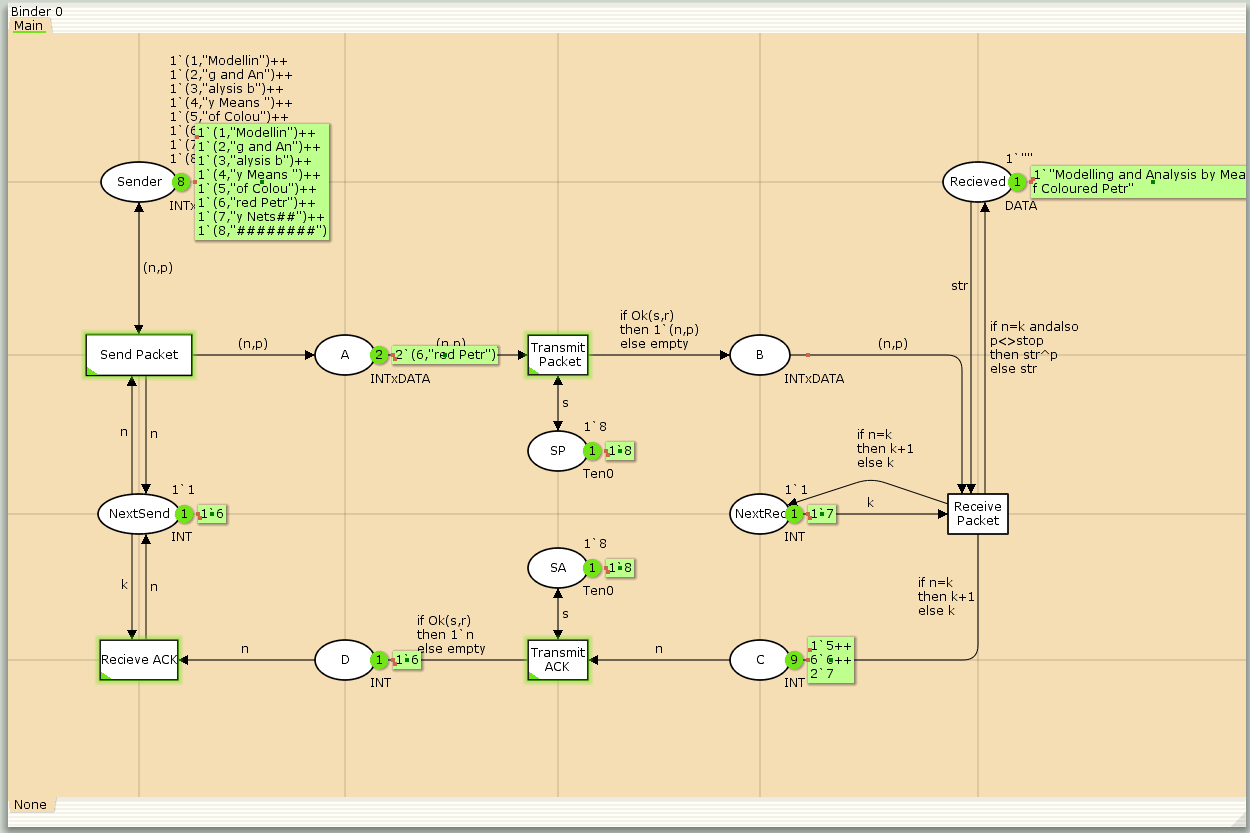 Binder 0
Main
1`(1,"Modellin")++
1`(2,"g and An")++
1`(3,"alysis b")++
1`(4,"y Means ")++
1`(5,"of Colou")++
1`(6
1`(7
1`(8
1`(1,"Modellin")++
1`(2,"g and An")++
1`(3,"alysis b")++
1`(4,"y Means ")++
1`(5,"of Colou")++
1`(6,"red Petr")++
1`(7,"y Nets##")++
1`(8,"########")
Sender
8
INTx
1`""
Recieved
1
1`"Modelling and Analysis by Mea
f Coloured Petr"
DATA
(n,p)
str
if n=k andalso
p<>stop
then str^p
else str
Send Packet
(n,p)
A
2
2`(6,"red Petr")
(n,p)
INTxDATA
Transmit
Packet
if Ok(s,r)
then 1`(n,p)
else empty
B
INTxDATA
(n,p)
s
1`8
SP
1
1`8
Ten0
n
n
if n=k
then k+1
else k
1`1
NextSend
1
1`6
INT
1`1
NextRec
1
1`7
INT
k
Receive
Packet
1`8
SA
1
1`8
Ten0
s
k
n
if n=k
then k+1
else k
Recieve ACK
n
D
1
1`6
INT
if Ok(s,r)
then 1`n
else empty
Transmit
ACK
n
C
9
1`5++
6`6++
2`7
INT
None